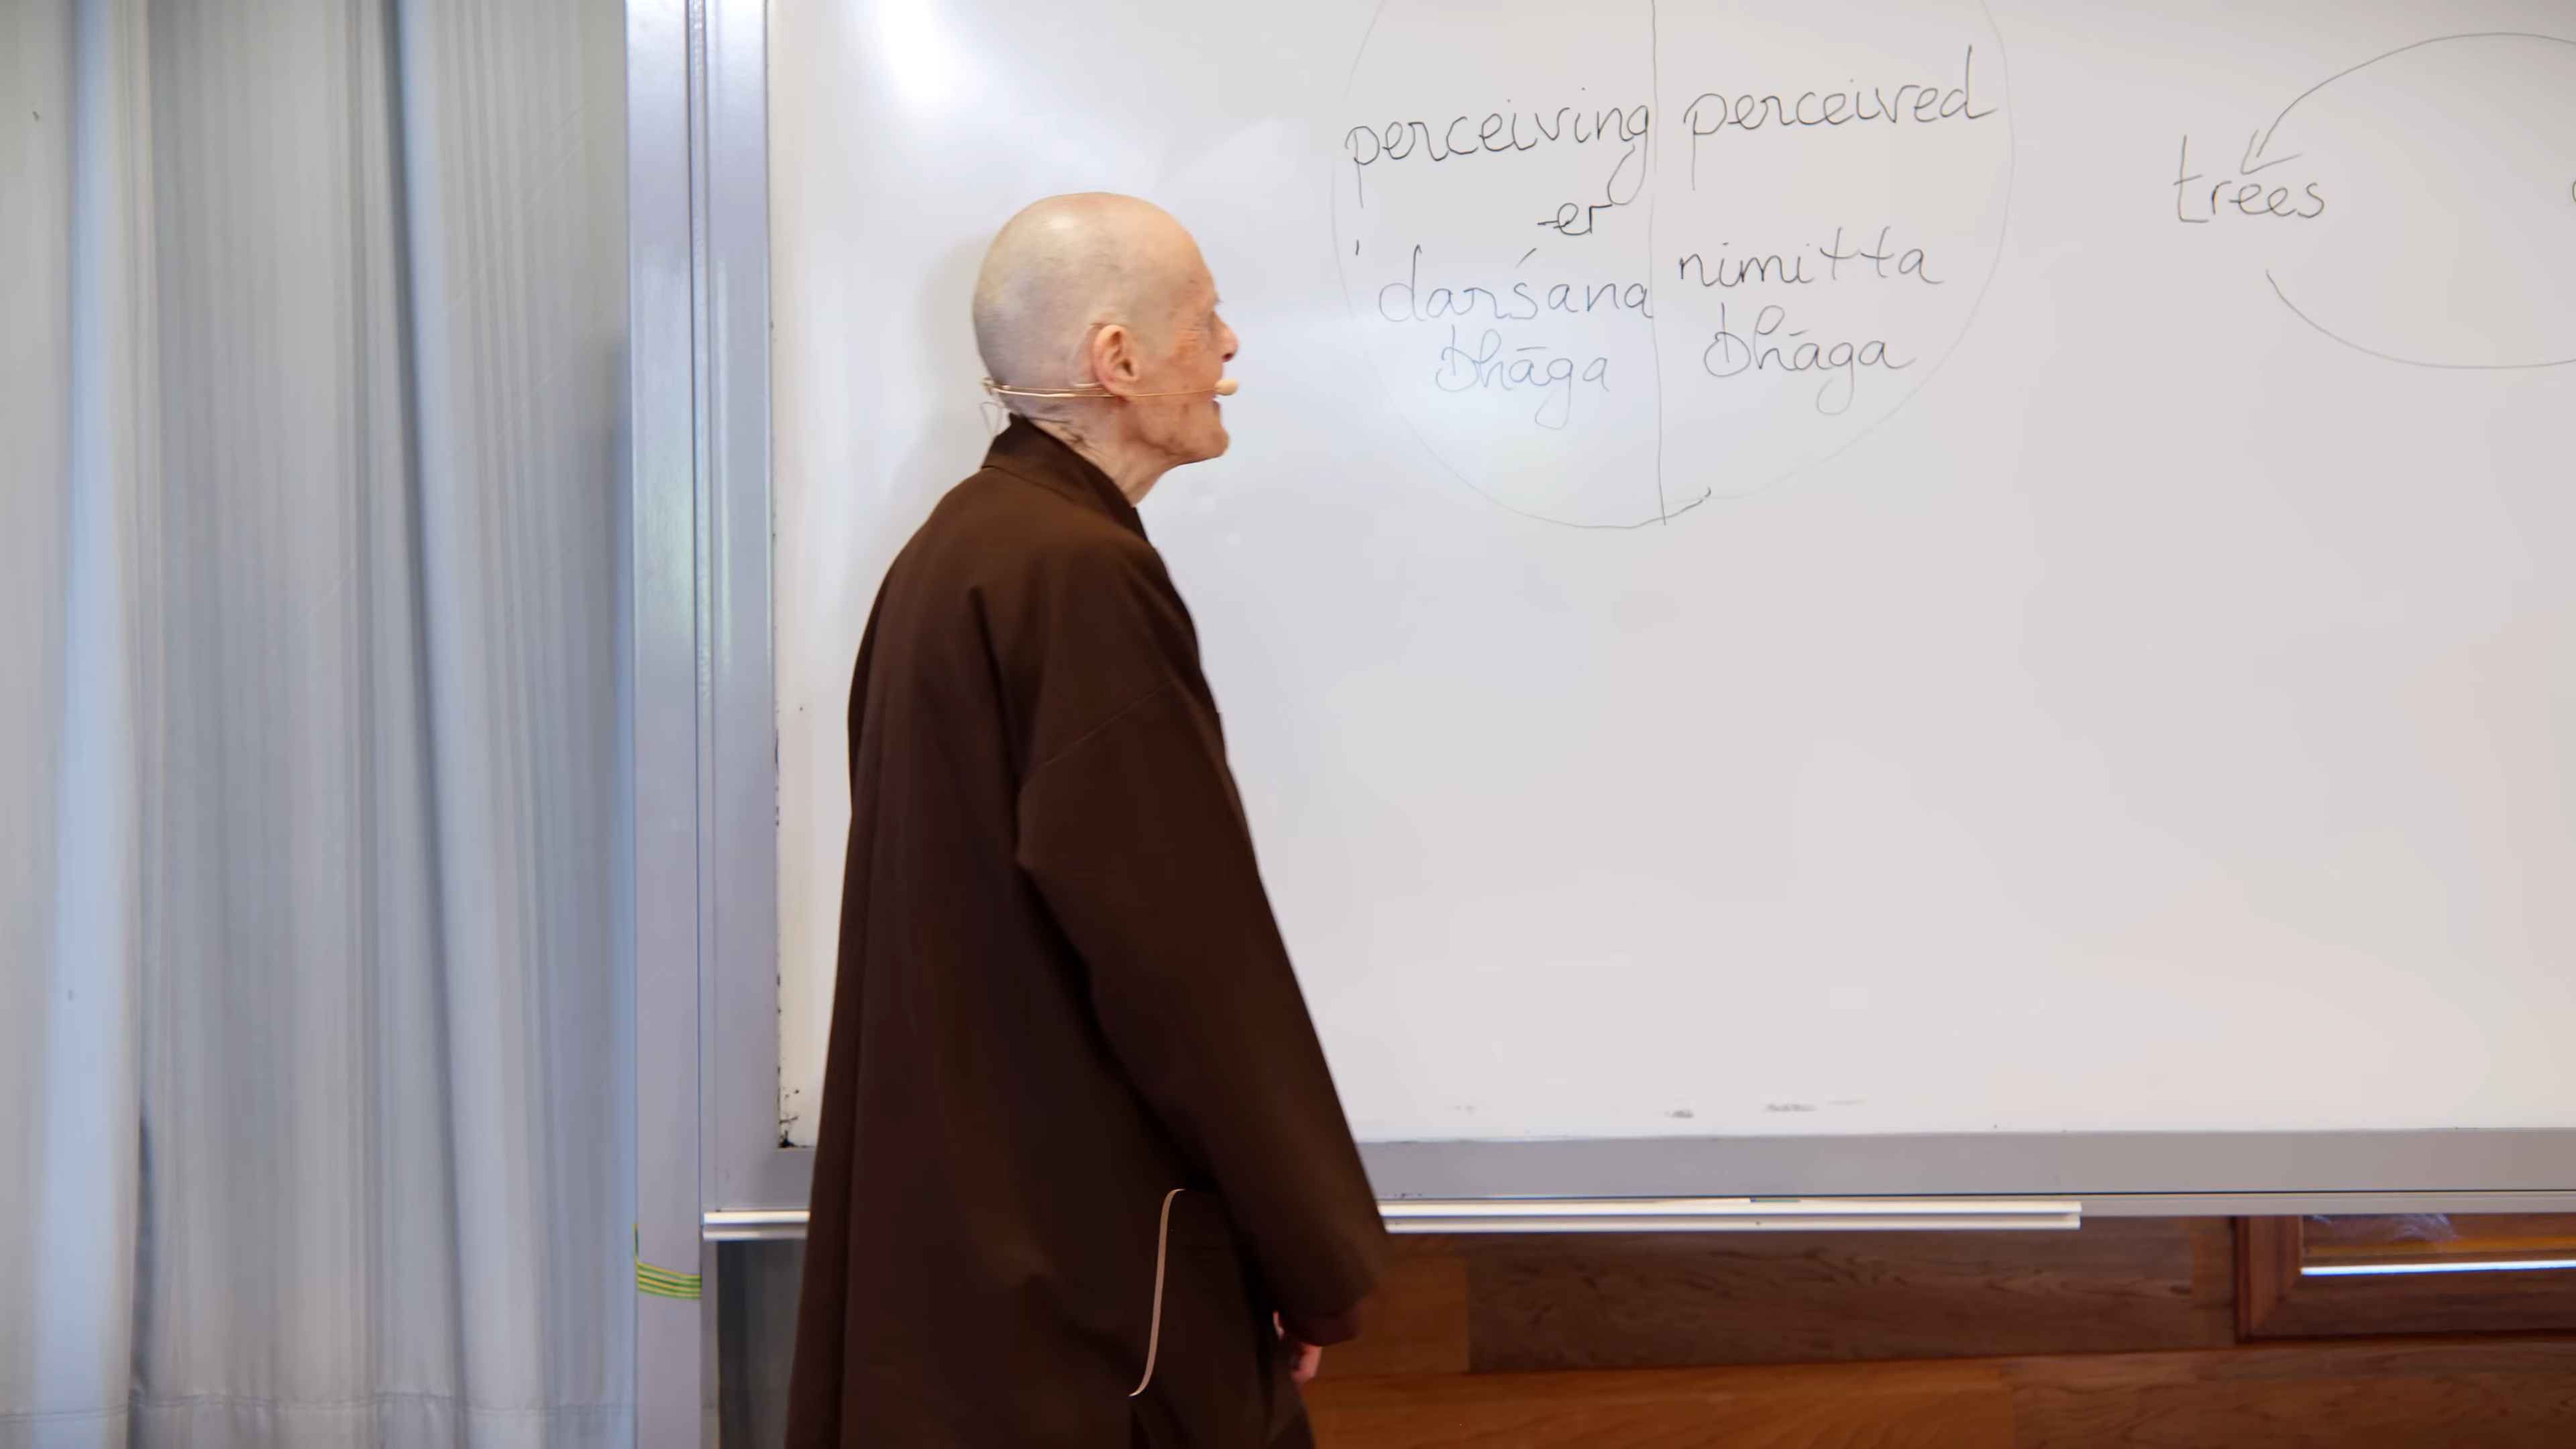 perceiving perceived
-er
darśana nimitta
bhāga bhāga
trees